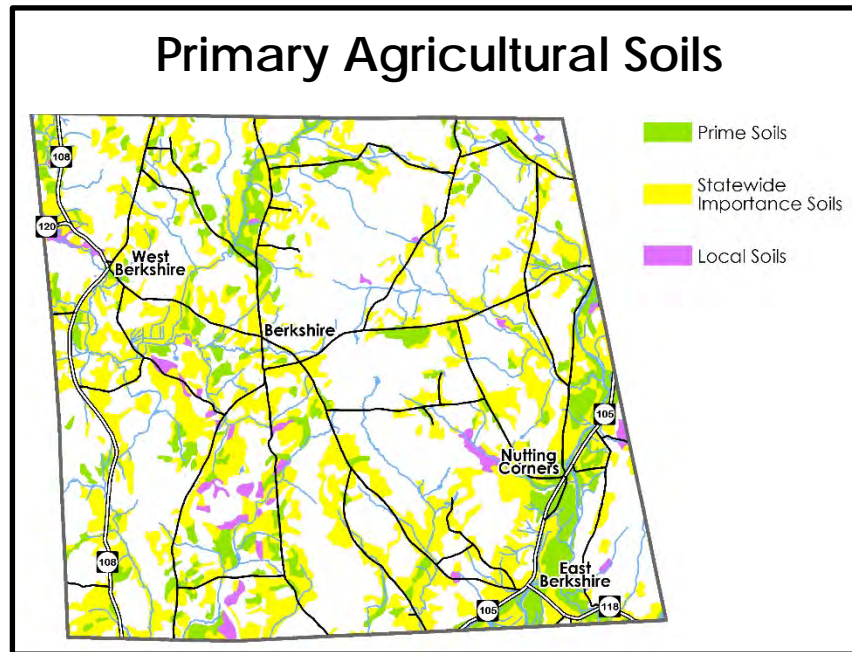 Primary Agricultural Soils
Prime Soils
Statewide
Importance Soils
Local Soils
108
120
West
Berkshire
Berkshire
105
Nutting
Corners
108
East
Berkshire
105
118